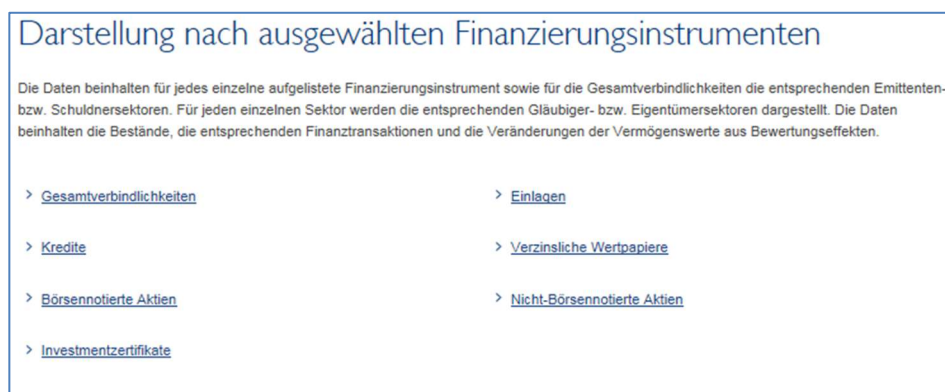 Darstellung nach ausgewählten Finanzierungsinstrumenten
Die Daten beinhalten für jedes einzelne aufgelistete Finanzierungsinstrument sowie für die Gesamtverbindlichkeiten die entsprechenden Emittenten-
bzw. Schuldnersektoren. Für jeden einzelnen Sektor werden die entsprechenden Gläubiger- bzw. Eigentümersektoren dargestellt. Die Daten
beinhalten die Bestände, die entsprechenden Finanztransaktionen und die Veränderungen der Vermögenswerte aus Bewertungseffekten.
> Gesamtverbindlichkeiten
> Einlagen
> Kredite
> Verzinsliche Wertpapiere
> Börsennotierte Aktien
> Nicht-Börsennotierte Aktien
> Investmentzertifikate